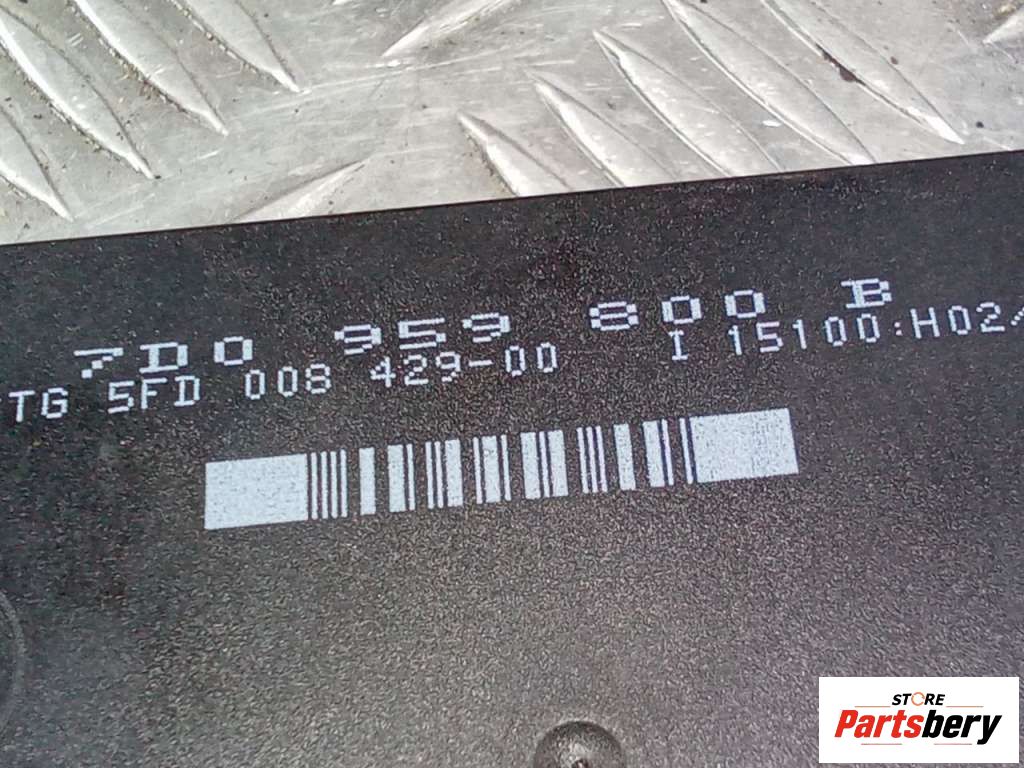 7D0 959 800 B
TG 5FD 008 429-00 I 15100:H02/
STORE
Partsbery